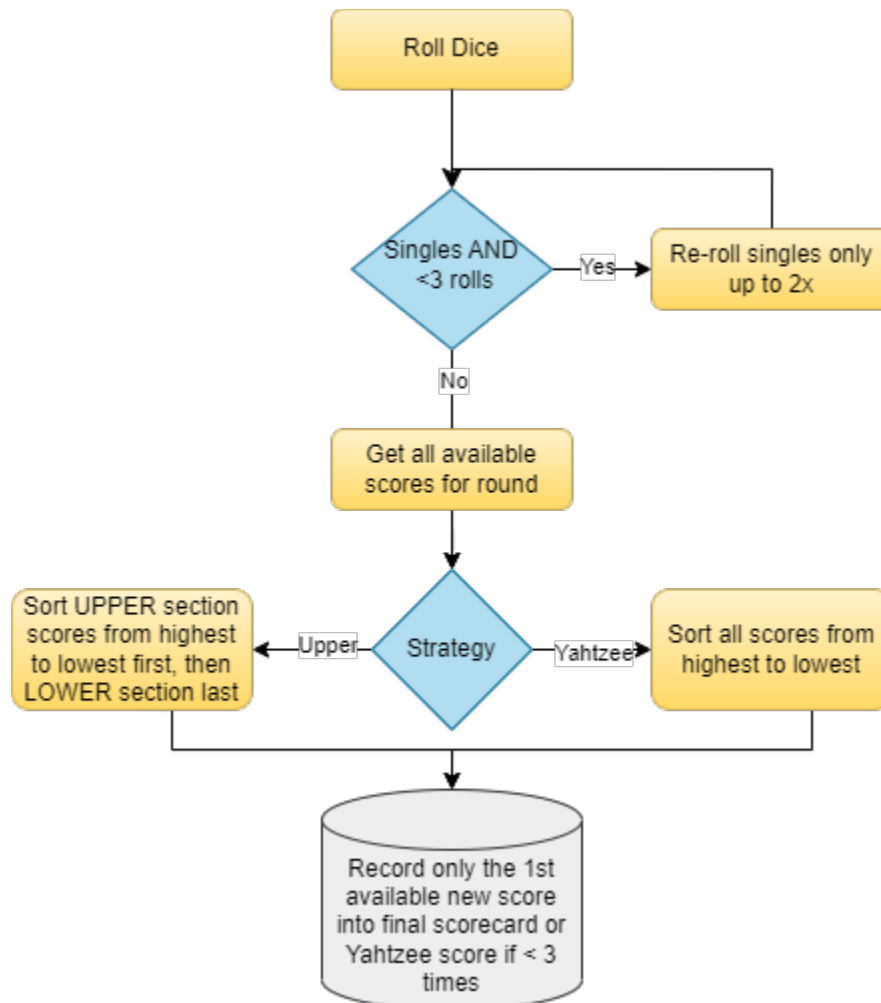 Roll Dice
Singles AND
<3 rolls
Yes
Re-roll singles only
up to 2x
No
Get all available
scores for round
Sort UPPER section
scores from highest
to lowest first, then
LOWER section last
Upper
Strategy
Yahtzee
Sort all scores from
highest to lowest
Record only the 1st
available new score
into final scorecard or
Yahtzee score if < 3
times